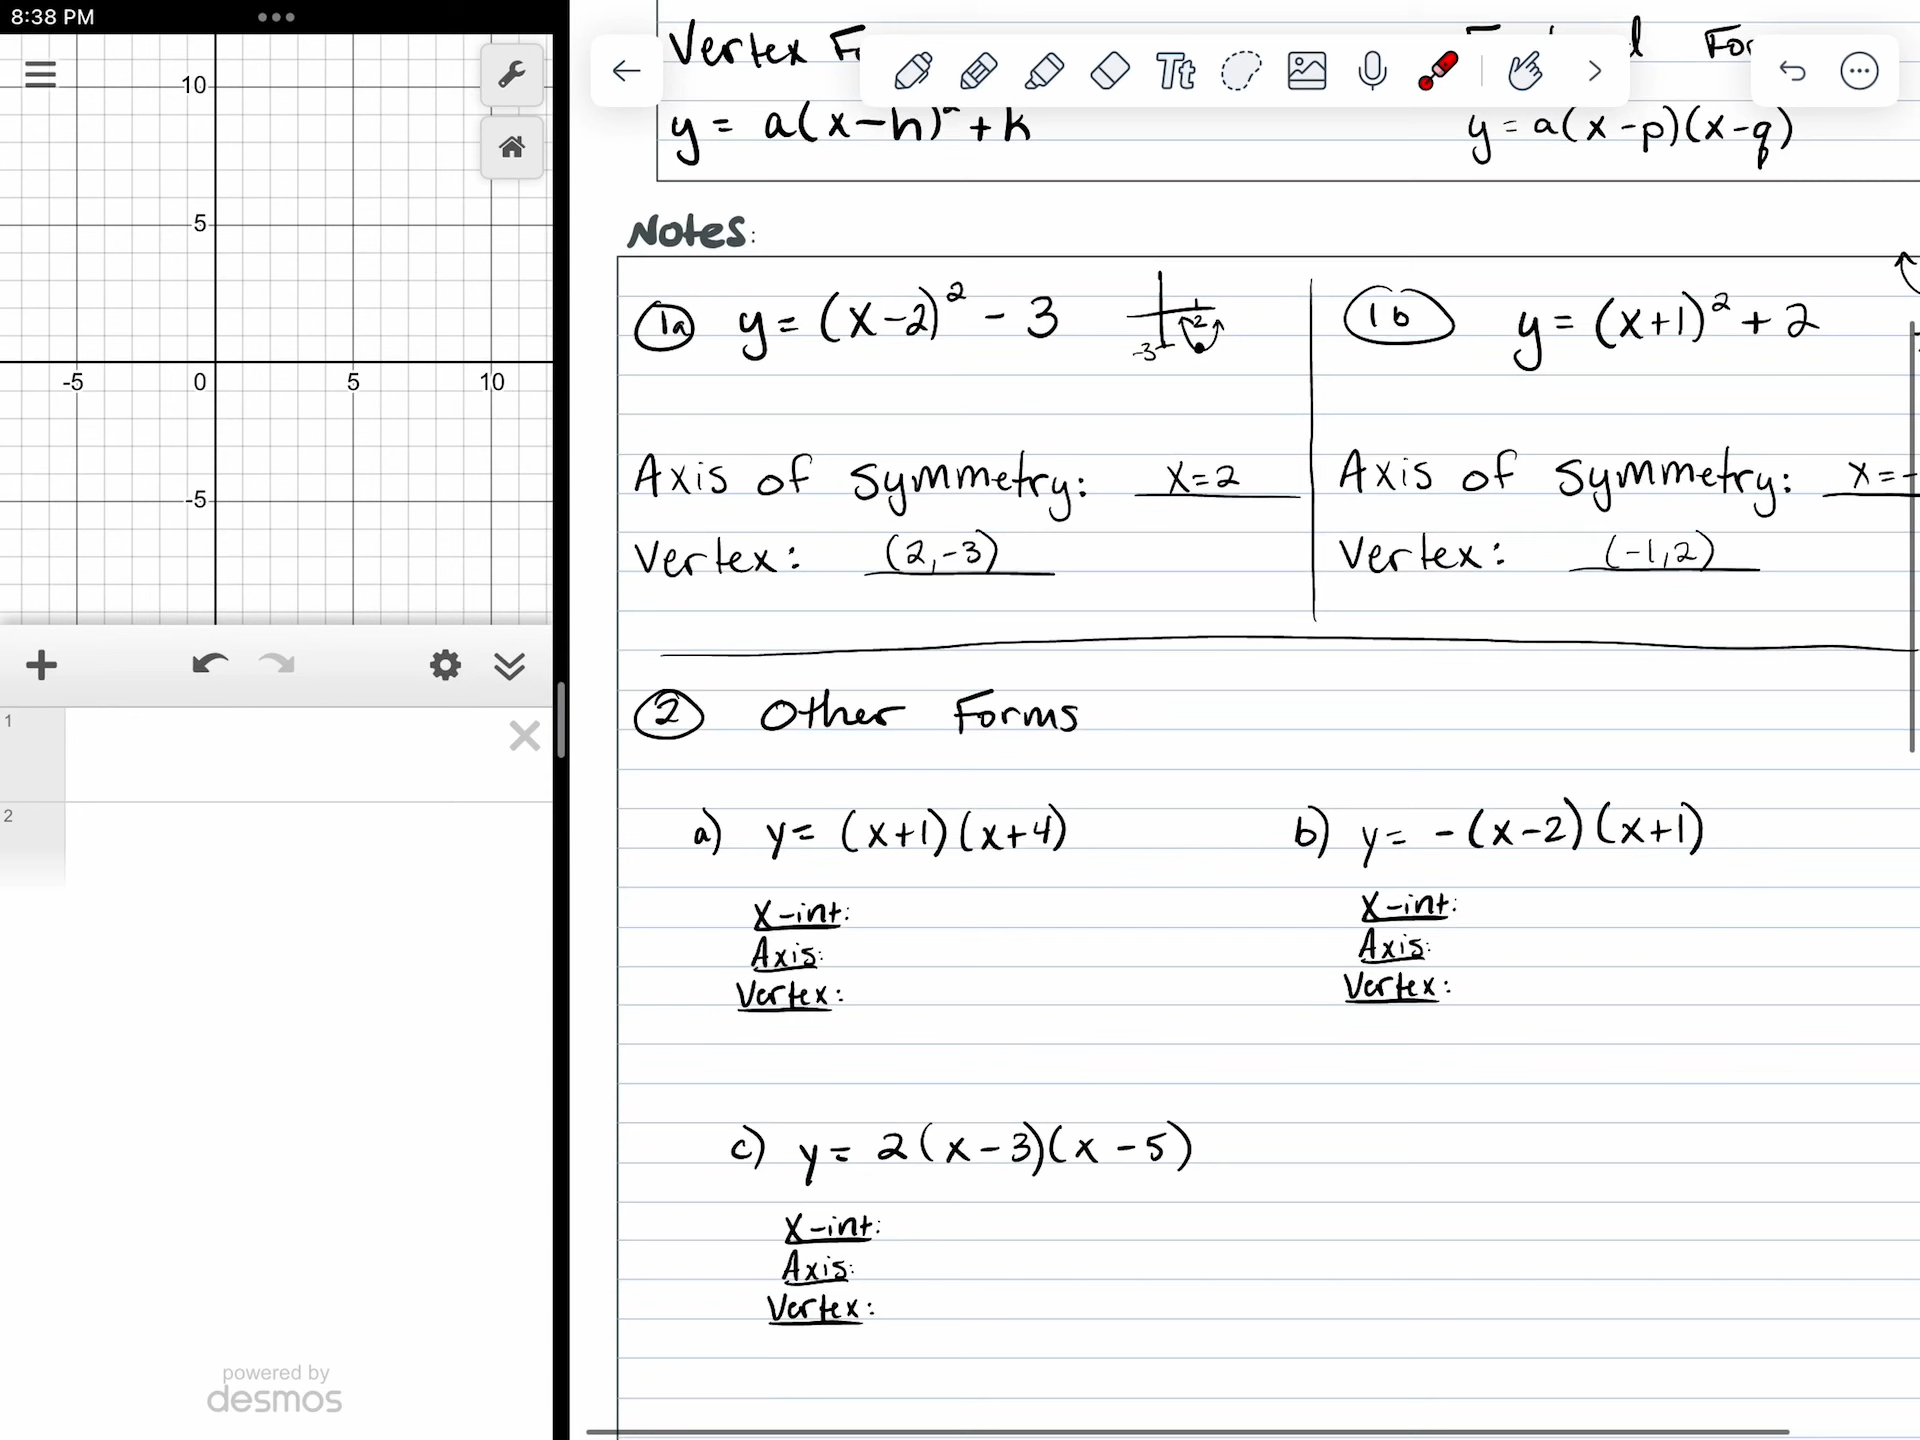 8:38 PM
10
5
-5
0
5
10
-5
1
2
powered by
desmos
Vertex
Tt
y = a(x-h)² + k
y = a(x-p)(x-q)
Notes:
1a y = (x-2)² - 3
2
-3
1b y = (x+1)² + 2
Axis of Symmetry: x=2
Axis of Symmetry: x=-
Vertex: (2,-3)
Vertex: (-1,2)
2 Other Forms
a) y = (x+1)(x+4)
b) y = -(x-2)(x+1)
X-int:
Axis:
Vertex:
X-int:
Axis:
Vertex:
c) y = 2(x-3)(x-5)
X-int:
Axis:
Vertex: